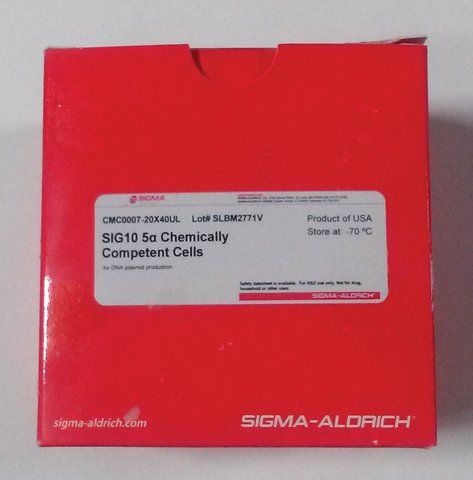 SIGMA
CMC0007-20X40UL Lot# SLBM2771V
Product of USA
Store at -70 ºC
SIG10 5α Chemically
Competent Cells
for DNA plasmid production
Safety datasheet is available. For R&D use only. Not for drug,
household or other uses.
SIGMA-ALDRICH®
sigma-aldrich.com
SIGMA-ALDRICH®